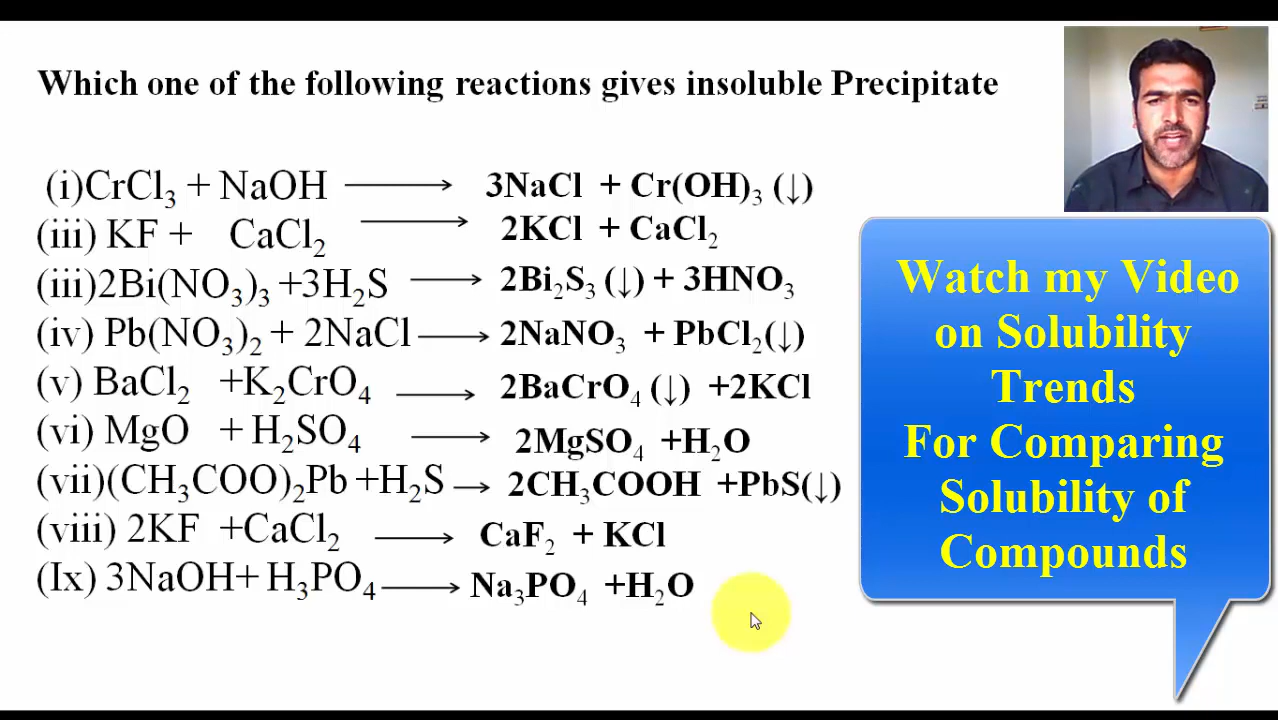 Which one of the following reactions gives insoluble Precipitate
(i)CrCl₃ + NaOH ⟶ 3NaCl + Cr(OH)₃ (↓)
(iii) KF + CaCl₂ ⟶ 2KCl + CaCl₂
(iii)2Bi(NO₃)₃ +3H₂S ⟶ 2Bi₂S₃ (↓) + 3HNO₃
(iv) Pb(NO₃)₂ + 2NaCl ⟶ 2NaNO₃ + PbCl₂(↓)
(v) BaCl₂ +K₂CrO₄ ⟶ 2BaCrO₄ (↓) +2KCl
(vi) MgO + H₂SO₄ ⟶ 2MgSO₄ +H₂O
(vii)(CH₃COO)₂Pb +H₂S ⟶ 2CH₃COOH +PbS(↓)
(viii) 2KF +CaCl₂ ⟶ CaF₂ + KCl
(Ix) 3NaOH+ H₃PO₄ ⟶ Na₃PO₄ +H₂O
Watch my Video
on Solubility
Trends
For Comparing
Solubility of
Compounds